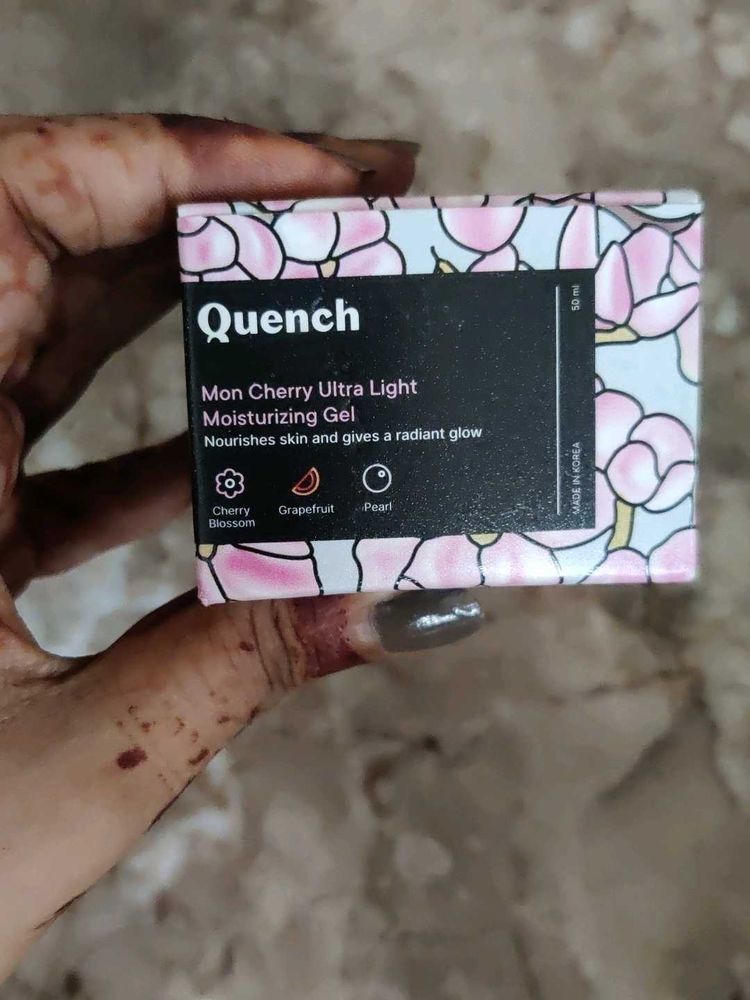 Quench
Mon Cherry Ultra Light
Moisturizing Gel
Nourishes skin and gives a radiant glow
Cherry
Blossom
Grapefruit
Pearl
50 ml
MADE IN KOREA